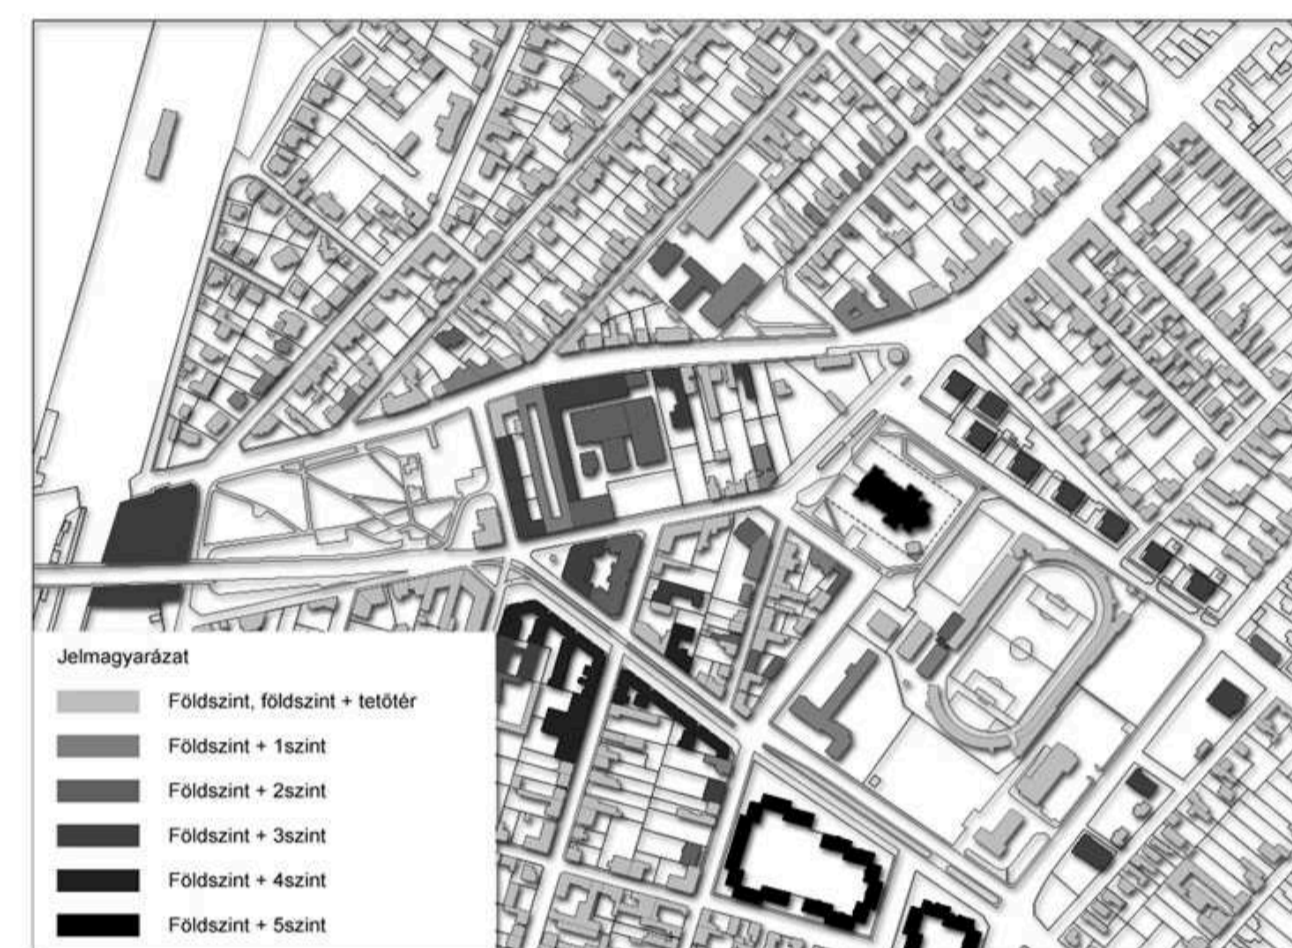 Jelmagyarázat
Földszint, földszint + tetőtér
Földszint + 1szint
Földszint + 2szint
Földszint + 3szint
Földszint + 4szint
Földszint + 5szint